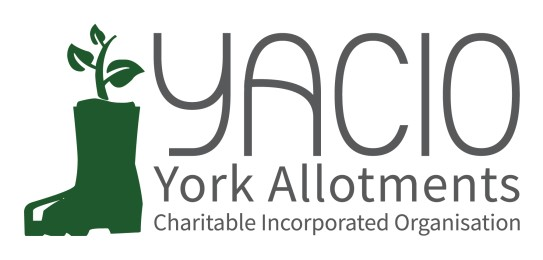 YACIO
York Allotments
Charitable Incorporated Organisation